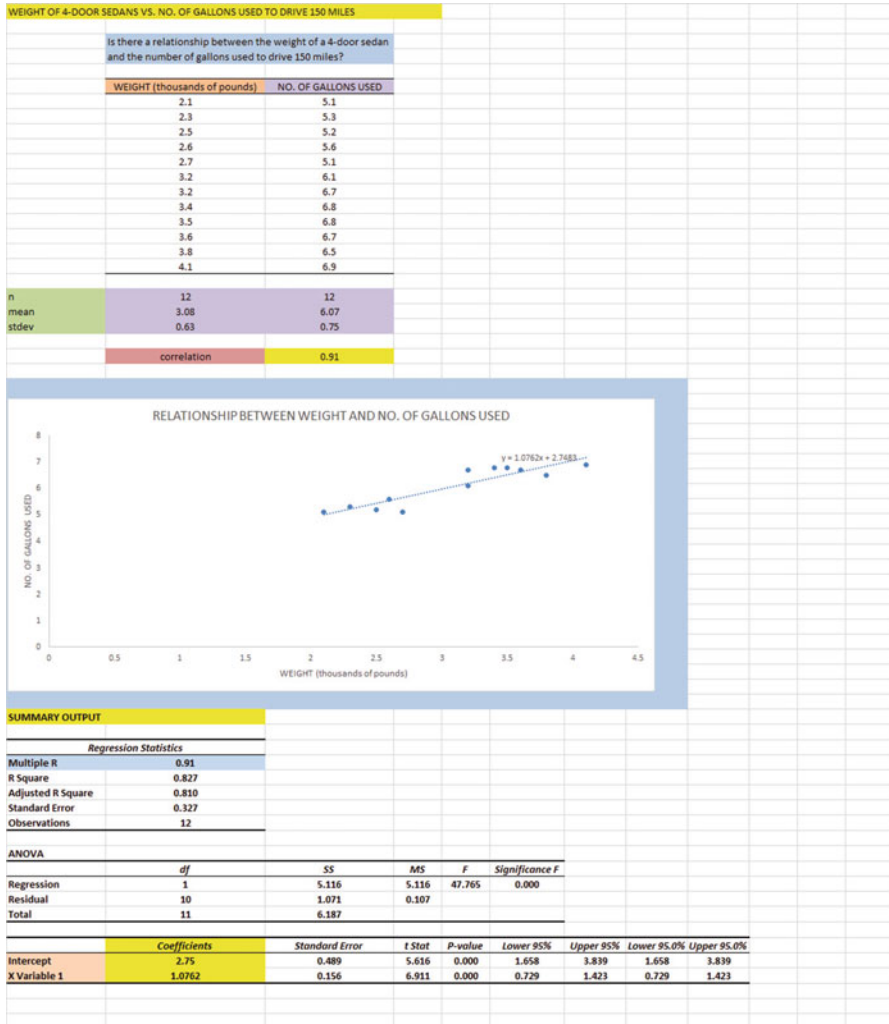 WEIGHT OF 4-DOOR SEDANS VS. NO. OF GALLONS USED TO DRIVE 150 MILES
Is there a relationship between the weight of a 4-door sedan
and the number of gallons used to drive 150 miles?
WEIGHT (thousands of pounds) NO. OF GALLONS USED
2.1 5.1
2.3 5.3
2.5 5.2
2.6 5.6
2.7 5.1
3.2 6.1
3.2 6.7
3.4 6.8
3.5 6.8
3.6 6.7
3.8 6.5
4.1 6.9
n 12 12
mean 3.08 6.07
stdev 0.63 0.75
correlation 0.91
RELATIONSHIP BETWEEN WEIGHT AND NO. OF GALLONS USED
y = 1.0762x + 2.7483
NO. OF GALLONS USED
8
7
6
5
4
3
2
1
0
0 0.5 1 1.5 2 2.5 3 3.5 4 4.5
WEIGHT (thousands of pounds)
SUMMARY OUTPUT
Regression Statistics
Multiple R 0.91
R Square 0.827
Adjusted R Square 0.810
Standard Error 0.327
Observations 12
ANOVA
df SS MS F Significance F
Regression 1 5.116 5.116 47.765 0.000
Residual 10 1.071 0.107
Total 11 6.187
Coefficients Standard Error t Stat P-value Lower 95% Upper 95% Lower 95.0% Upper 95.0%
Intercept 2.75 0.489 5.616 0.000 1.658 3.839 1.658 3.839
X Variable 1 1.0762 0.156 6.911 0.000 0.729 1.423 0.729 1.423